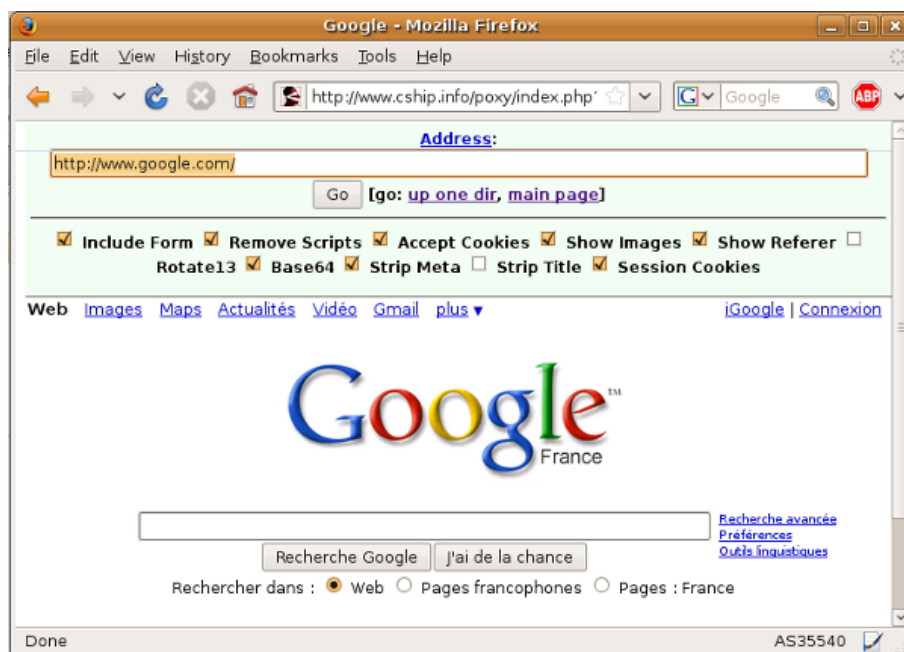 Google - Mozilla Firefox
File Edit View History Bookmarks Tools Help
http://www.cship.info/poxy/index.php? G Google ABP
Address:
http://www.google.com/
Go [go: up one dir, main page]
Include Form Remove Scripts Accept Cookies Show Images Show Referer
Rotate13 Base64 Strip Meta Strip Title Session Cookies
Web Images Maps Actualités Vidéo Gmail plus ▼ iGoogle | Connexion
Google™
France
Recherche avancée
Préférences
Outils linguistiques
Recherche Google J'ai de la chance
Rechercher dans : Web Pages francophones Pages : France
Done AS35540